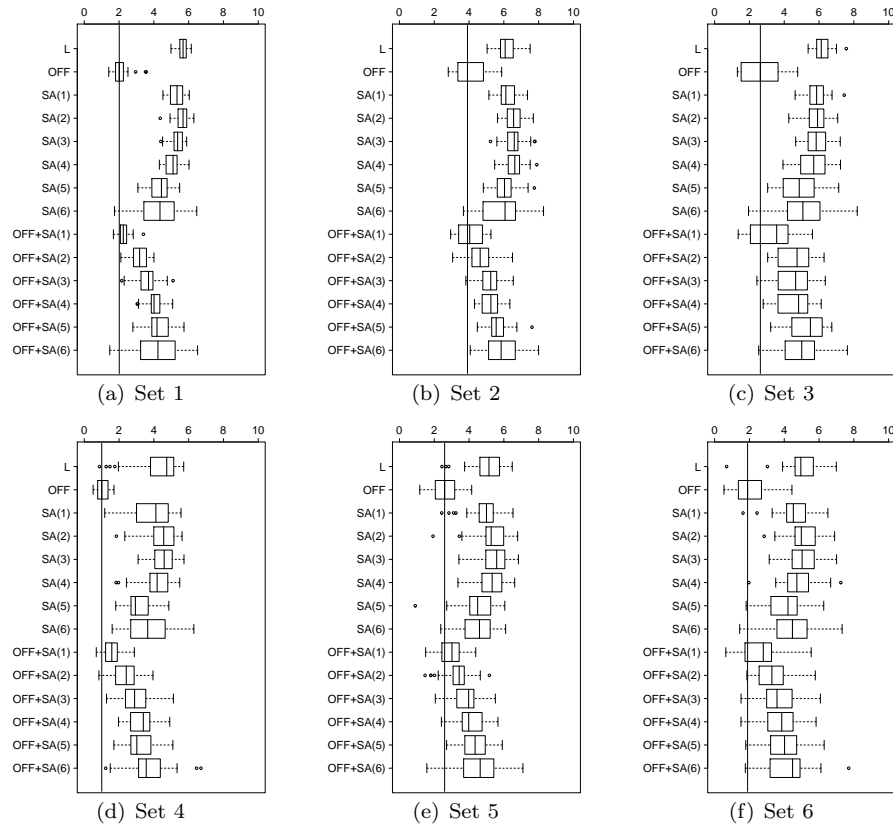 0 2 4 6 8 10
L
OFF
SA(1)
SA(2)
SA(3)
SA(4)
SA(5)
SA(6)
OFF+SA(1)
OFF+SA(2)
OFF+SA(3)
OFF+SA(4)
OFF+SA(5)
OFF+SA(6)
(a) Set 1
0 2 4 6 8 10
L
OFF
SA(1)
SA(2)
SA(3)
SA(4)
SA(5)
SA(6)
OFF+SA(1)
OFF+SA(2)
OFF+SA(3)
OFF+SA(4)
OFF+SA(5)
OFF+SA(6)
(b) Set 2
0 2 4 6 8 10
L
OFF
SA(1)
SA(2)
SA(3)
SA(4)
SA(5)
SA(6)
OFF+SA(1)
OFF+SA(2)
OFF+SA(3)
OFF+SA(4)
OFF+SA(5)
OFF+SA(6)
(c) Set 3
0 2 4 6 8 10
L
OFF
SA(1)
SA(2)
SA(3)
SA(4)
SA(5)
SA(6)
OFF+SA(1)
OFF+SA(2)
OFF+SA(3)
OFF+SA(4)
OFF+SA(5)
OFF+SA(6)
(d) Set 4
0 2 4 6 8 10
L
OFF
SA(1)
SA(2)
SA(3)
SA(4)
SA(5)
SA(6)
OFF+SA(1)
OFF+SA(2)
OFF+SA(3)
OFF+SA(4)
OFF+SA(5)
OFF+SA(6)
(e) Set 5
0 2 4 6 8 10
L
OFF
SA(1)
SA(2)
SA(3)
SA(4)
SA(5)
SA(6)
OFF+SA(1)
OFF+SA(2)
OFF+SA(3)
OFF+SA(4)
OFF+SA(5)
OFF+SA(6)
(f) Set 6